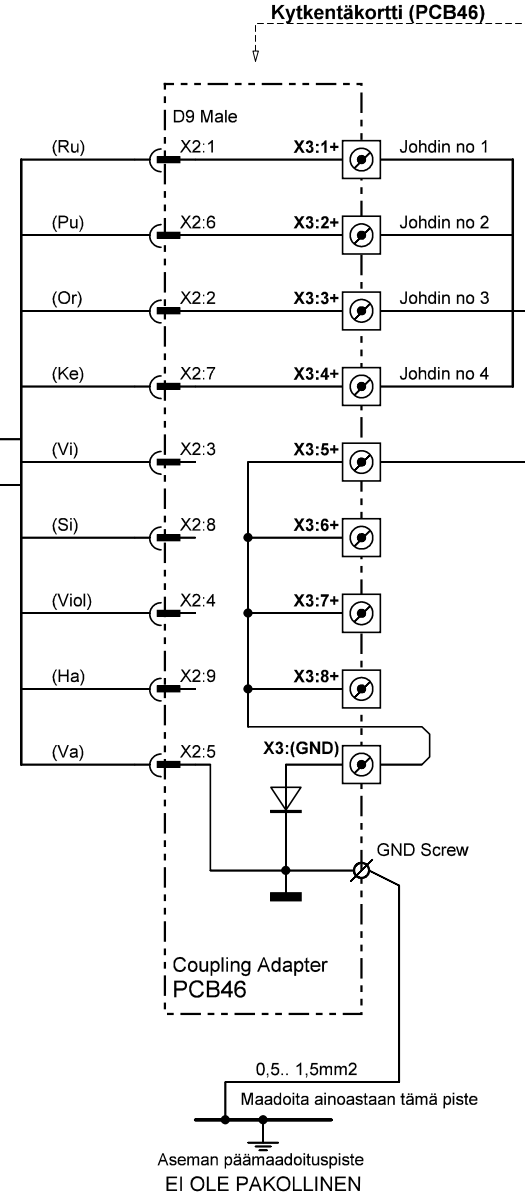 Kytkentäkortti (PCB46)
D9 Male
(Ru) X2:1 X3:1+ Johdin no 1
(Pu) X2:6 X3:2+ Johdin no 2
(Or) X2:2 X3:3+ Johdin no 3
(Ke) X2:7 X3:4+ Johdin no 4
(Vi) X2:3 X3:5+
(Si) X2:8 X3:6+
(Viol) X2:4 X3:7+
(Ha) X2:9 X3:8+
(Va) X2:5 X3:(GND)
GND Screw
Coupling Adapter
PCB46
0,5.. 1,5mm2
Maadoita ainoastaan tämä piste
Aseman päämaadoituspiste
EI OLE PAKOLLINEN